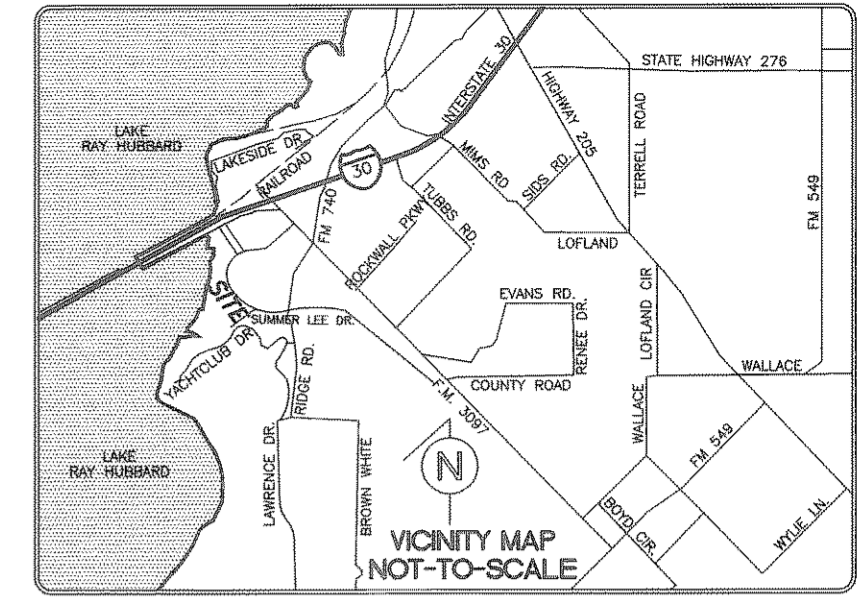 STATE HIGHWAY 276
INTERSTATE 30
HIGHWAY 205
LAKE
RAY HUBBARD
LAKESIDE DR.
RAILROAD
30
MIMS RD
SIDS RD.
TERRELL ROAD
FM 549
FM 740
TUBBS RD.
ROCKWALL PKWY
LOFLAND
SITE
SUMMER LEE DR.
EVANS RD.
RENEE DR.
LOFLAND CIR
YACHTCLUB DR
RIDGE RD.
F.M. 3097
COUNTY ROAD
WALLACE
WALLACE
LAKE
RAY HUBBARD
LAWRENCE DR.
BROWN WHITE
N
FM 549
BOYD CIR.
WYLIE LN.
VICINITY MAP
NOT-TO-SCALE